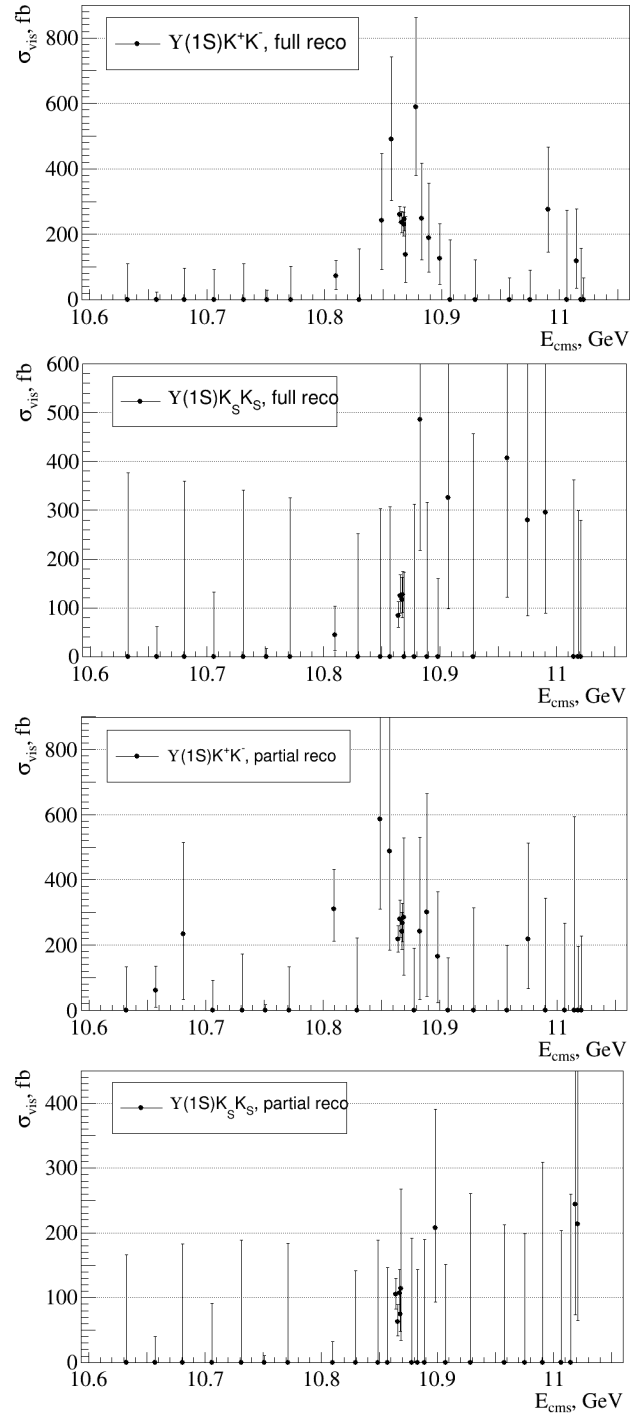 σvis, fb
800
600
400
200
0
ϒ(1S)K⁺K⁻, full reco
10.6 10.7 10.8 10.9 11
Ecms, GeV
σvis, fb
600
500
400
300
200
100
0
ϒ(1S)KSKS, full reco
10.6 10.7 10.8 10.9 11
Ecms, GeV
σvis, fb
800
600
400
200
0
ϒ(1S)K⁺K⁻, partial reco
10.6 10.7 10.8 10.9 11
Ecms, GeV
σvis, fb
400
300
200
100
0
ϒ(1S)KSKS, partial reco
10.6 10.7 10.8 10.9 11
Ecms, GeV